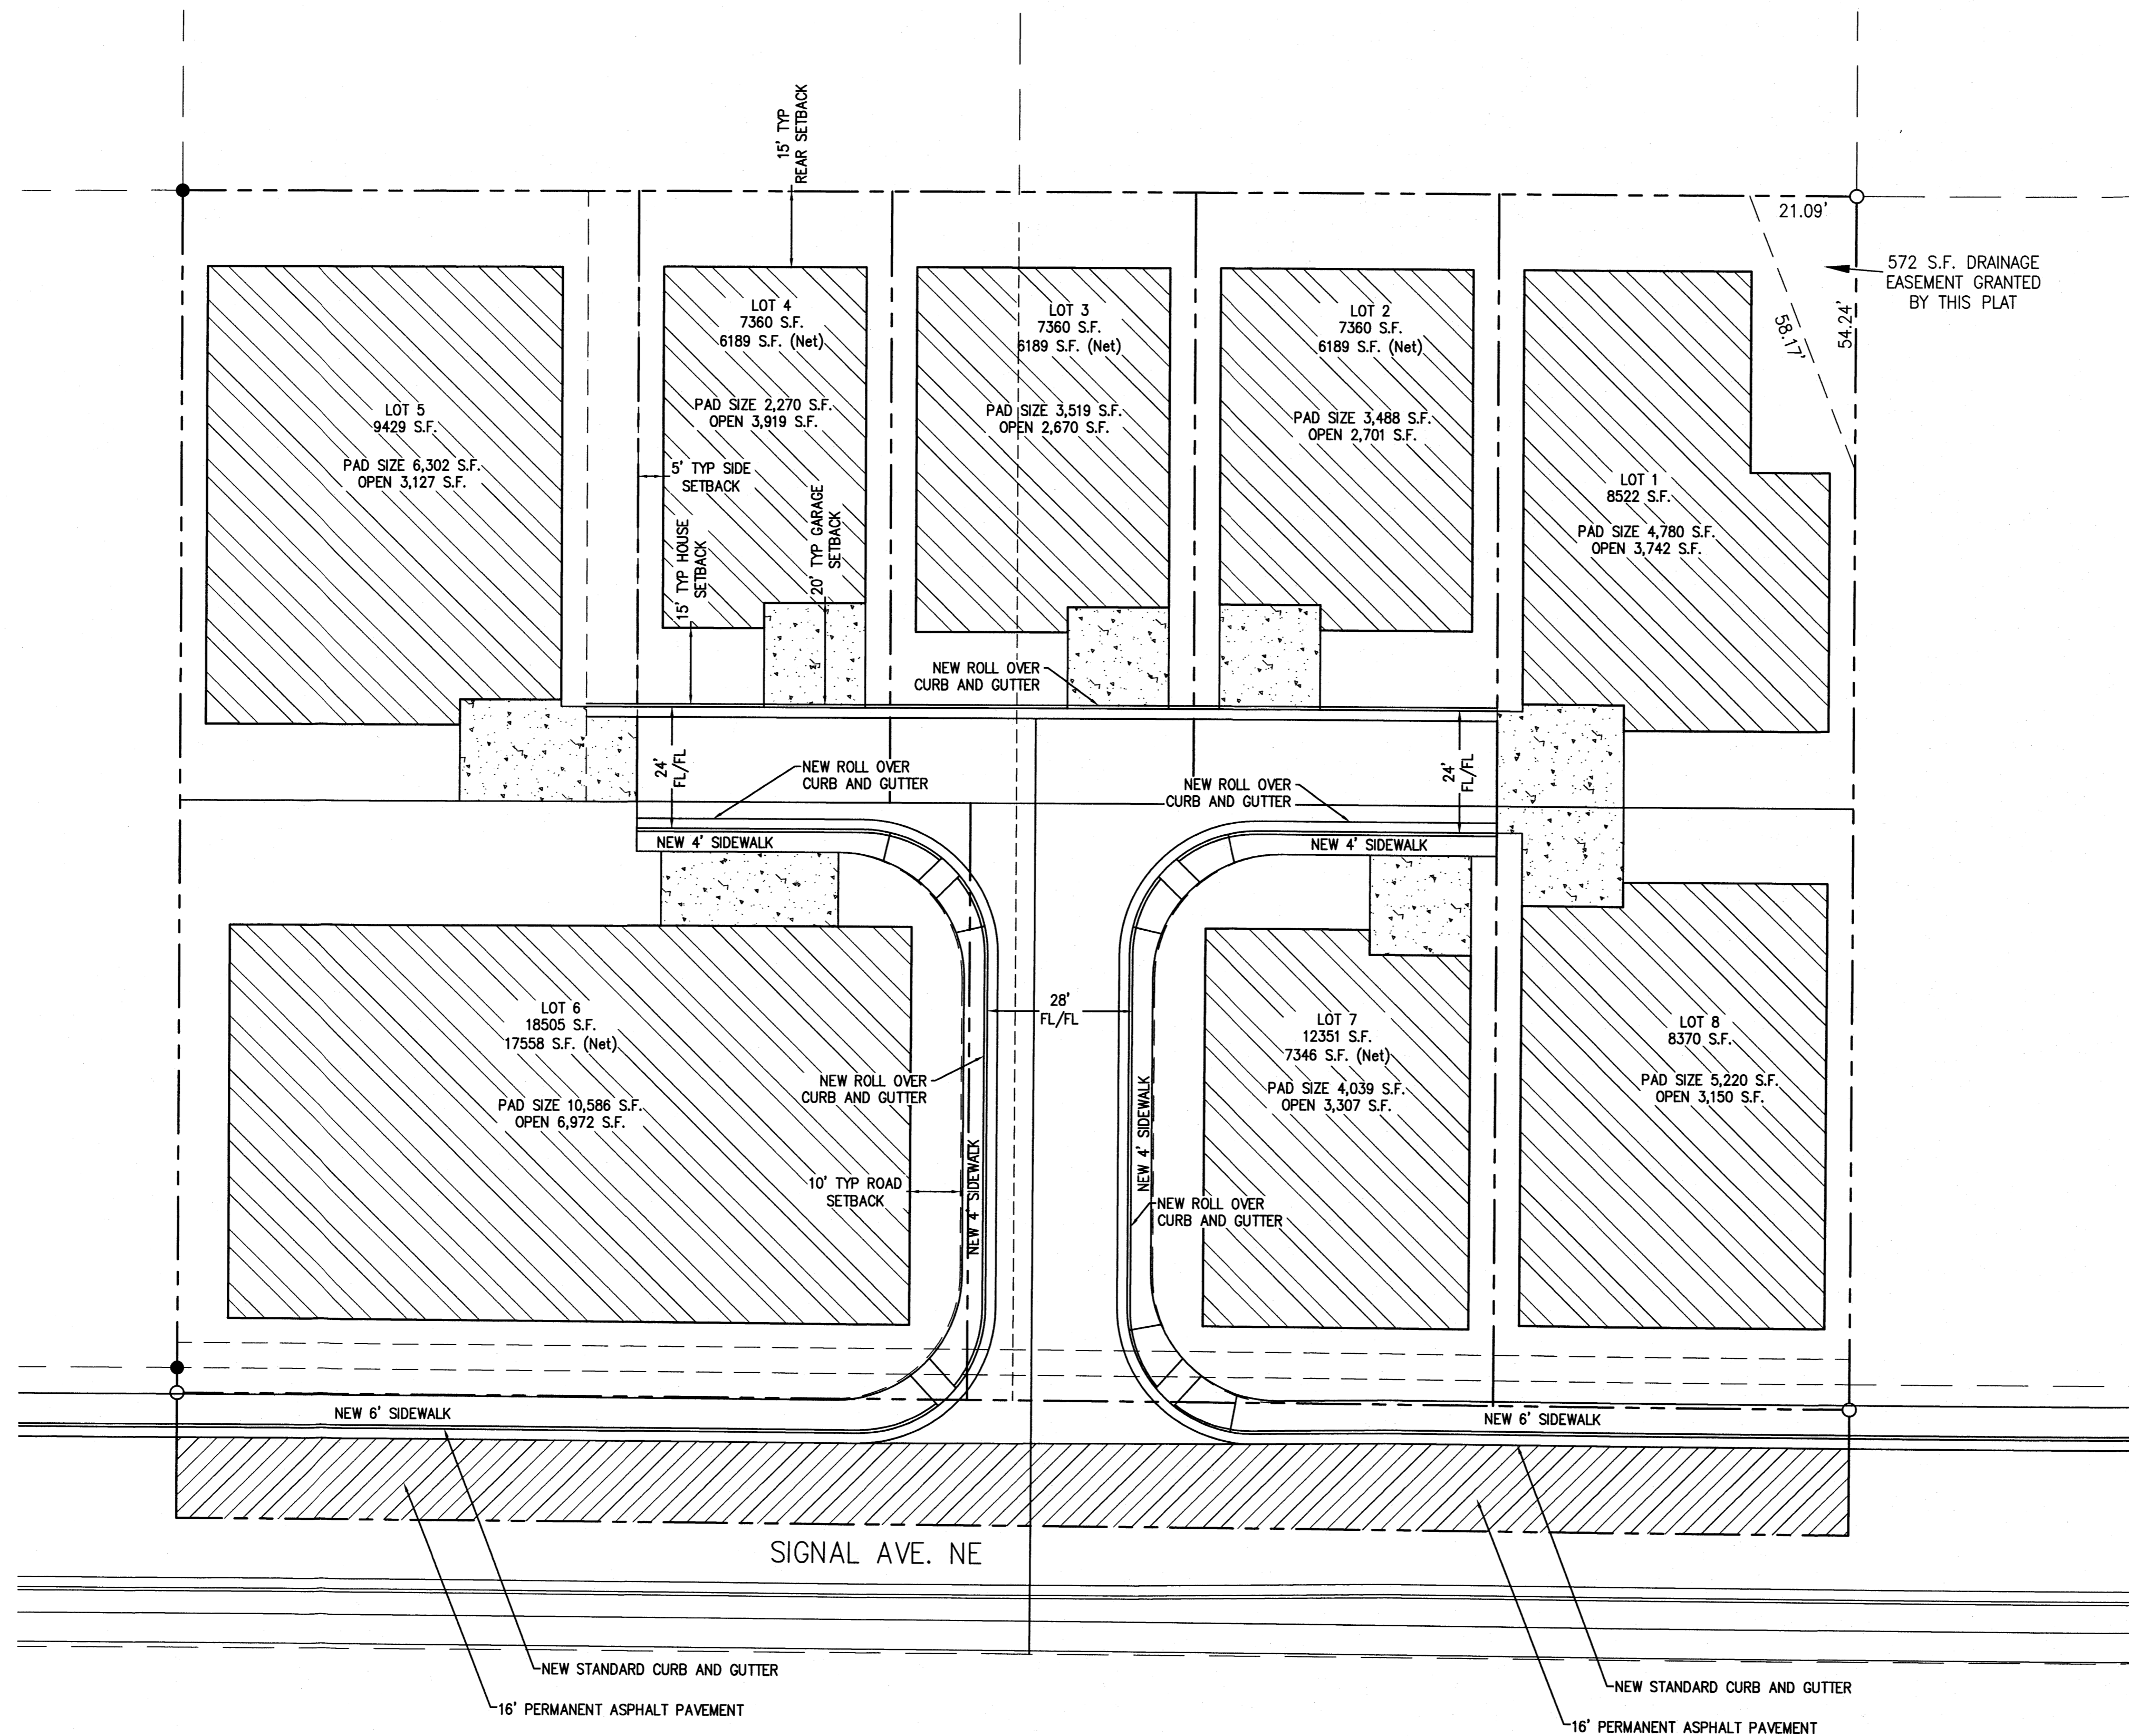 15' TYP
REAR SETBACK
21.09'
572 S.F. DRAINAGE
EASEMENT GRANTED
BY THIS PLAT
58.17'
54.24'
LOT 4
7360 S.F.
6189 S.F. (Net)
PAD SIZE 2,270 S.F.
OPEN 3,919 S.F.
LOT 3
7360 S.F.
6189 S.F. (Net)
PAD SIZE 3,519 S.F.
OPEN 2,670 S.F.
LOT 2
7360 S.F.
6189 S.F. (Net)
PAD SIZE 3,488 S.F.
OPEN 2,701 S.F.
LOT 5
9429 S.F.
PAD SIZE 6,302 S.F.
OPEN 3,127 S.F.
LOT 1
8522 S.F.
PAD SIZE 4,780 S.F.
OPEN 3,742 S.F.
5' TYP SIDE
SETBACK
15' TYP HOUSE
SETBACK
20' TYP GARAGE
SETBACK
NEW ROLL OVER
CURB AND GUTTER
24'
FL/FL
NEW ROLL OVER
CURB AND GUTTER
NEW ROLL OVER
CURB AND GUTTER
24'
FL/FL
NEW 4' SIDEWALK
NEW 4' SIDEWALK
28'
FL/FL
LOT 6
18505 S.F.
17558 S.F. (Net)
PAD SIZE 10,586 S.F.
OPEN 6,972 S.F.
LOT 7
12351 S.F.
7346 S.F. (Net)
PAD SIZE 4,039 S.F.
OPEN 3,307 S.F.
LOT 8
8370 S.F.
PAD SIZE 5,220 S.F.
OPEN 3,150 S.F.
NEW ROLL OVER
CURB AND GUTTER
10' TYP ROAD
SETBACK
NEW 4' SIDEWALK
NEW 4' SIDEWALK
NEW ROLL OVER
CURB AND GUTTER
NEW 6' SIDEWALK
NEW 6' SIDEWALK
SIGNAL AVE. NE
NEW STANDARD CURB AND GUTTER
16' PERMANENT ASPHALT PAVEMENT
NEW STANDARD CURB AND GUTTER
16' PERMANENT ASPHALT PAVEMENT